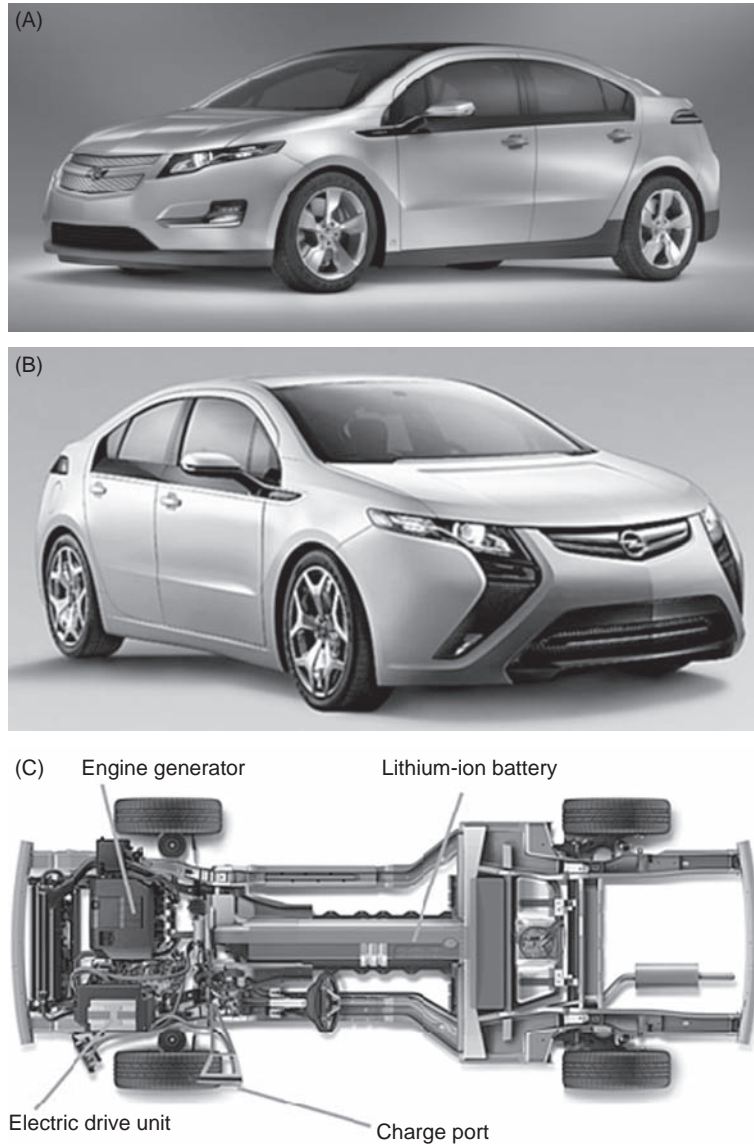 (A)
(B)
(C)
Engine generator
Lithium-ion battery
Electric drive unit
Charge port